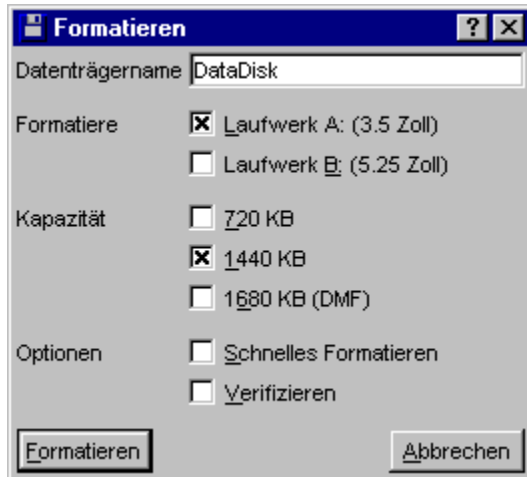 Formatieren
Datenträgername DataDisk
Formatiere Laufwerk A: (3.5 Zoll)
Laufwerk B: (5.25 Zoll)
Kapazität 720 KB
1440 KB
1680 KB (DMF)
Optionen Schnelles Formatieren
Verifizieren
Formatieren Abbrechen